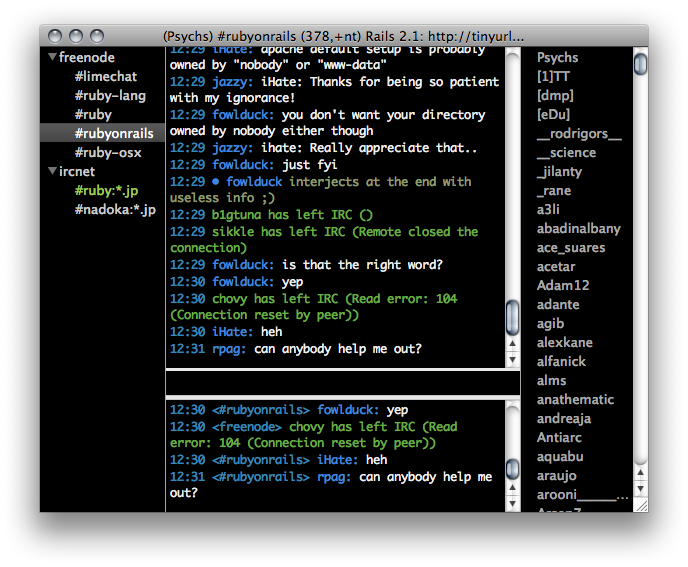 (Psychs) #rubyonrails (378,+nt) Rails 2.1: http://tinyurl...
freenode
#limechat
#ruby-lang
#ruby
#rubyonrails
#ruby-osx
ircnet
#ruby:*.jp
#nadoka:*.jp
12:29 iHate: apache default setup is probably
owned by "nobody" or "www-data"
12:29 jazzy: iHate: Thanks for being so patient
with my ignorance!
12:29 fowlduck: you don't want your directory
owned by nobody either though
12:29 jazzy: ihate: Really appreciate that..
12:29 fowlduck: just fyi
12:29 ● fowlduck interjects at the end with
useless info ;)
12:29 b1gtuna has left IRC ()
12:29 sikkle has left IRC (Remote closed the
connection)
12:29 fowlduck: is that the right word?
12:30 fowlduck: yep
12:30 chovy has left IRC (Read error: 104
(Connection reset by peer))
12:30 iHate: heh
12:31 rpag: can anybody help me out?
12:30 <#rubyonrails> fowlduck: yep
12:30 <freenode> chovy has left IRC (Read
error: 104 (Connection reset by peer))
12:30 <#rubyonrails> iHate: heh
12:31 <#rubyonrails> rpag: can anybody help me
out?
Psychs
[1]TT
[dmp]
[eDu]
__rodrigors__
__science
_jilanty
_rane
a3li
abadinalbany
ace_suares
acetar
Adam12
adante
agib
alexkane
alfanick
alms
anathematic
andreaja
Antiarc
aquabu
araujo
arooni_____...